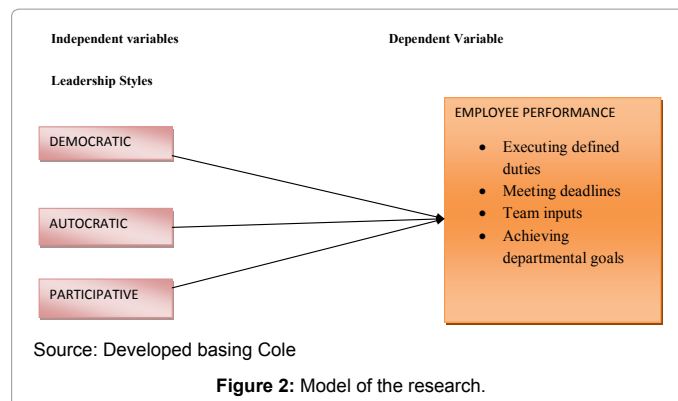 Independent variables
Dependent Variable
Leadership Styles
DEMOCRATIC
AUTOCRATIC
PARTICIPATIVE
EMPLOYEE PERFORMANCE
• Executing defined
duties
• Meeting deadlines
• Team inputs
• Achieving
departmental goals
Source: Developed basing Cole
Figure 2: Model of the research.